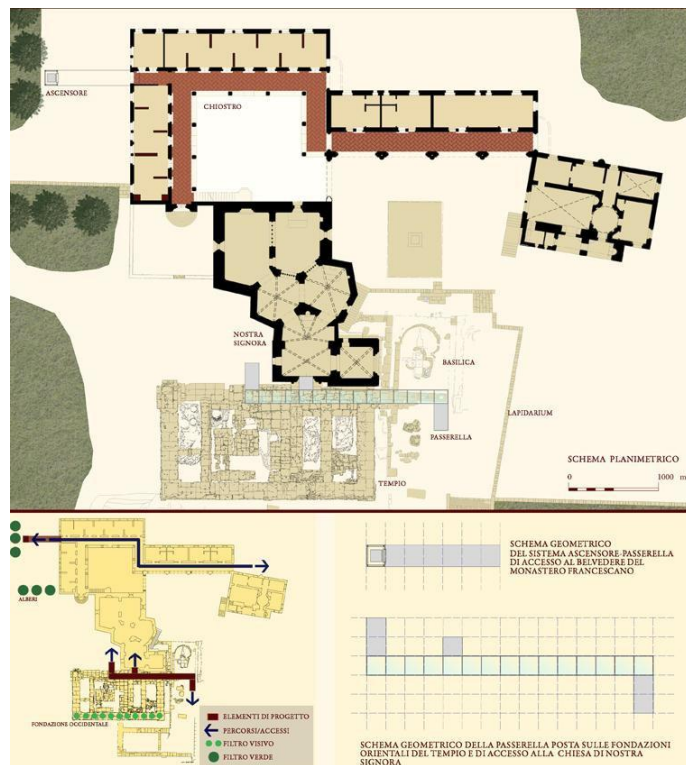 ASCENSORE
CHIOSTRO
NOSTRA
SIGNORA
BASILICA
LAPIDARIUM
PASSERELLA
TEMPIO
SCHEMA PLANIMETRICO
0 1000 m
ALBERI
FONDAZIONE OCCIDENTALE
ELEMENTI DI PROGETTO
PERCORSI/ACCESSI
FILTRO VISIVO
FILTRO VERDE
SCHEMA GEOMETRICO
DEL SISTEMA ASCENSORE-PASSERELLA
DI ACCESSO AL BELVEDERE DEL
MONASTERO FRANCESCANO
SCHEMA GEOMETRICO DELLA PASSERELLA POSTA SULLE FONDAZIONI
ORIENTALI DEL TEMPIO E DI ACCESSO ALLA CHIESA DI NOSTRA
SIGNORA